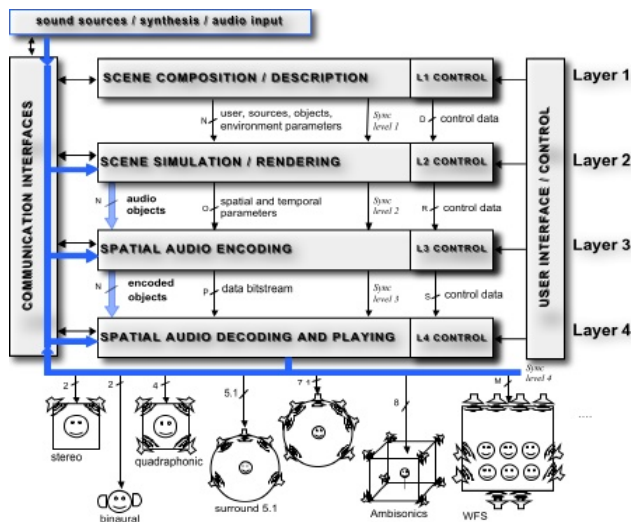 sound sources / synthesis / audio input
COMMUNICATION INTERFACES
SCENE COMPOSITION / DESCRIPTION
L1 CONTROL
Layer 1
USER INTERFACE / CONTROL
N
user, sources, objects,
environment parameters
Sync
level 1
control data
SCENE SIMULATION / RENDERING
L2 CONTROL
Layer 2
N
audio
objects
O
spatial and temporal
parameters
Sync
level 2
R
control data
SPATIAL AUDIO ENCODING
L3 CONTROL
Layer 3
N
encoded
objects
P
data bitstream
Sync
level 3
S
control data
SPATIAL AUDIO DECODING AND PLAYING
L4 CONTROL
Layer 4
Sync
level 4
2
2
4
5.1
7.1
8
M
....
stereo
quadraphonic
binaural
surround 5.1
Ambisonics
WFS